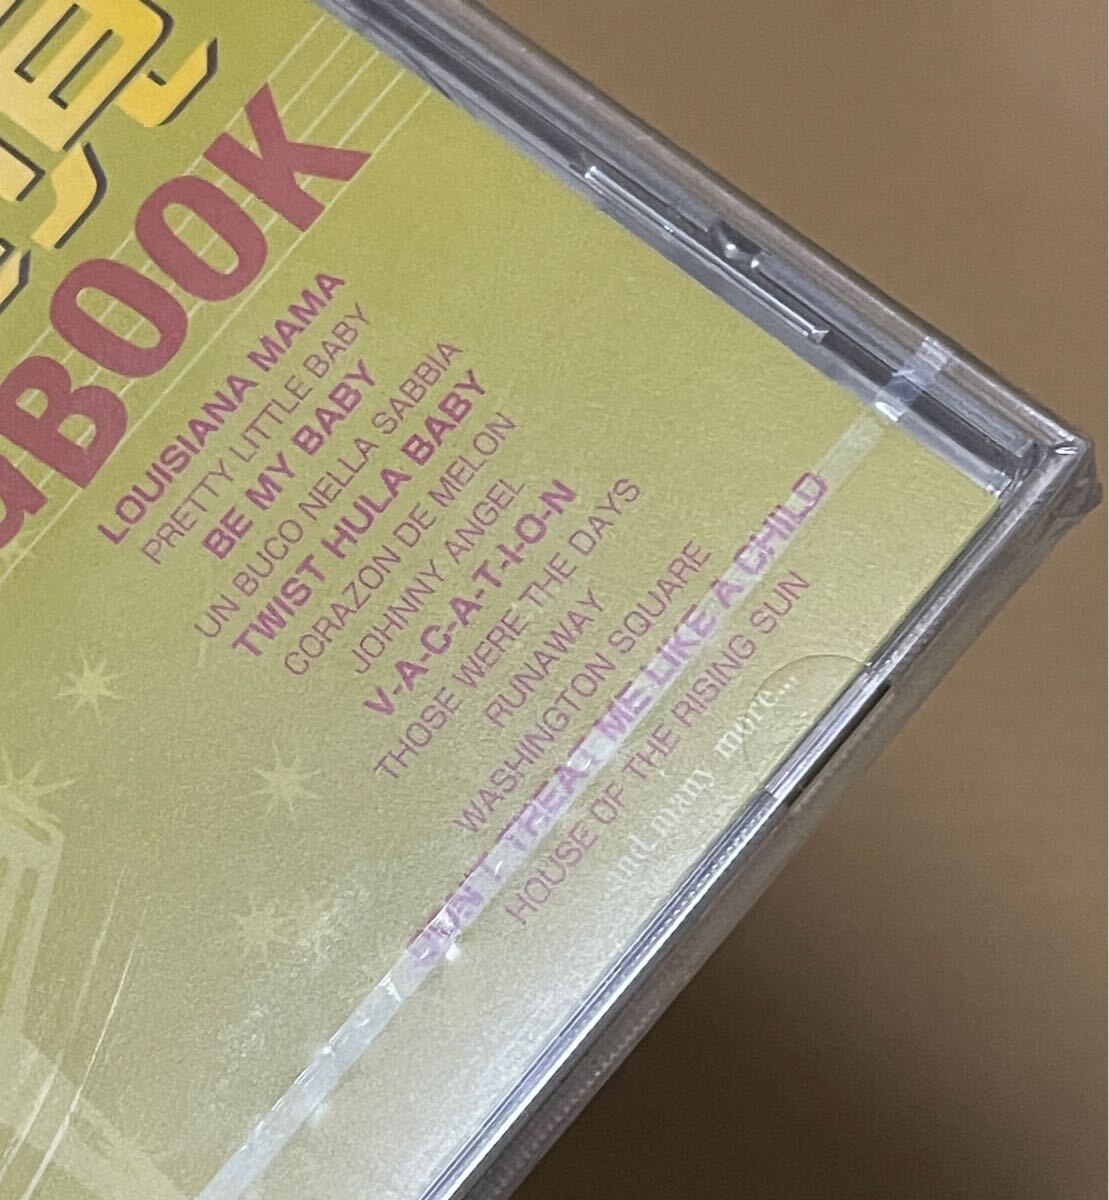 BOOK
LOUISIANA MAMA
PRETTY LITTLE BABY
BE MY BABY
UN BUCO NELLA SABBIA
TWIST HULA BABY
CORAZON DE MELON
JOHNNY ANGEL
V-A-C-A-T-I-O-N
THOSE WERE THE DAYS
RUNAWAY
WASHINGTON SQUARE
DON'T TREAT ME LIKE A CHILD
HOUSE OF THE RISING SUN
and many more...